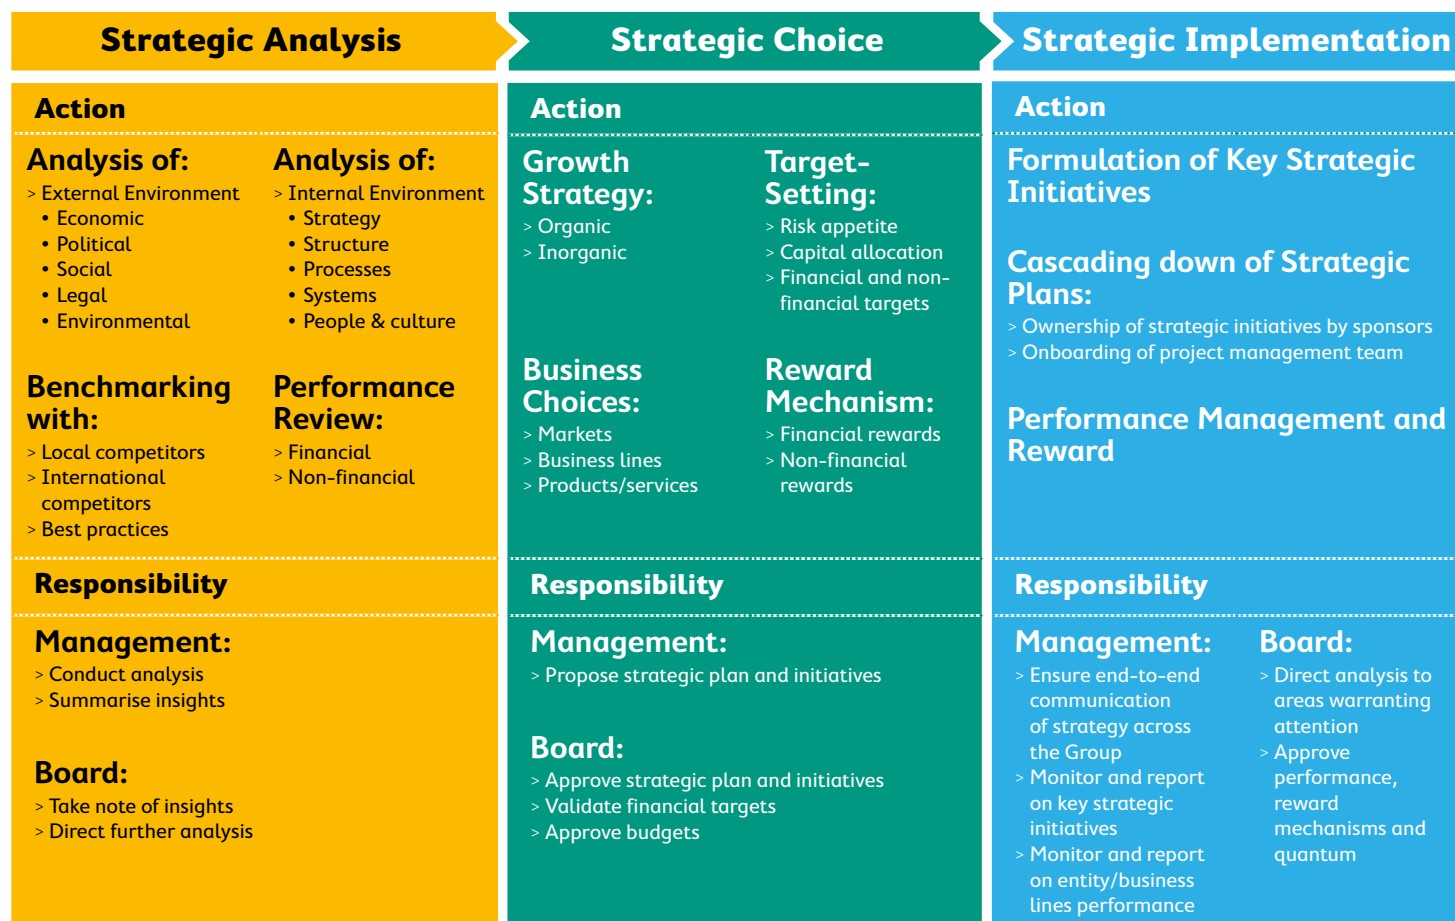 Strategic Analysis
Strategic Choice
Strategic Implementation
Action
Analysis of:
> External Environment
• Economic
• Political
• Social
• Legal
• Environmental
Analysis of:
> Internal Environment
• Strategy
• Structure
• Processes
• Systems
• People & culture
Benchmarking
with:
> Local competitors
> International
competitors
> Best practices
Performance
Review:
> Financial
> Non-financial
Responsibility
Management:
> Conduct analysis
> Summarise insights
Board:
> Take note of insights
> Direct further analysis
Action
Growth
Strategy:
> Organic
> Inorganic
Target-
Setting:
> Risk appetite
> Capital allocation
> Financial and non-
financial targets
Business
Choices:
> Markets
> Business lines
> Products/services
Reward
Mechanism:
> Financial rewards
> Non-financial
rewards
Responsibility
Management:
> Propose strategic plan and initiatives
Board:
> Approve strategic plan and initiatives
> Validate financial targets
> Approve budgets
Action
Formulation of Key Strategic
Initiatives
Cascading down of Strategic
Plans:
> Ownership of strategic initiatives by sponsors
> Onboarding of project management team
Performance Management and
Reward
Responsibility
Management:
> Ensure end-to-end
communication
of strategy across
the Group
> Monitor and report
on key strategic
initiatives
> Monitor and report
on entity/business
lines performance
Board:
> Direct analysis to
areas warranting
attention
> Approve
performance,
reward
mechanisms and
quantum